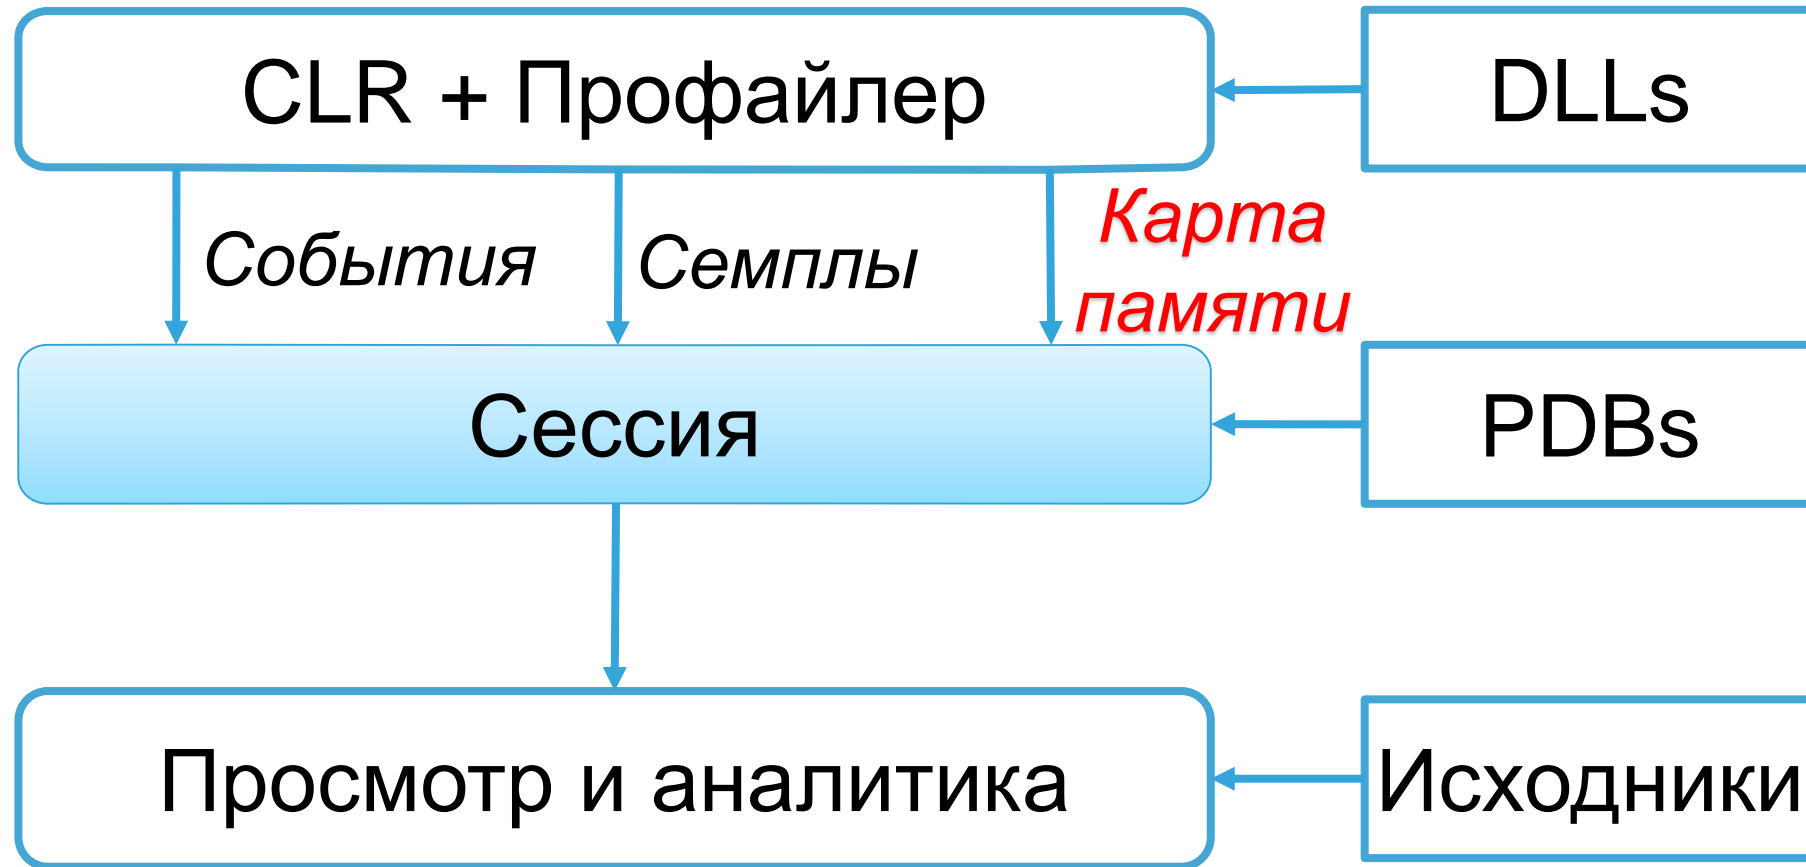 CLR + Профайлер
DLLs
События
Семплы
Карта
памяти
Сессия
PDBs
Просмотр и аналитика
Исходники